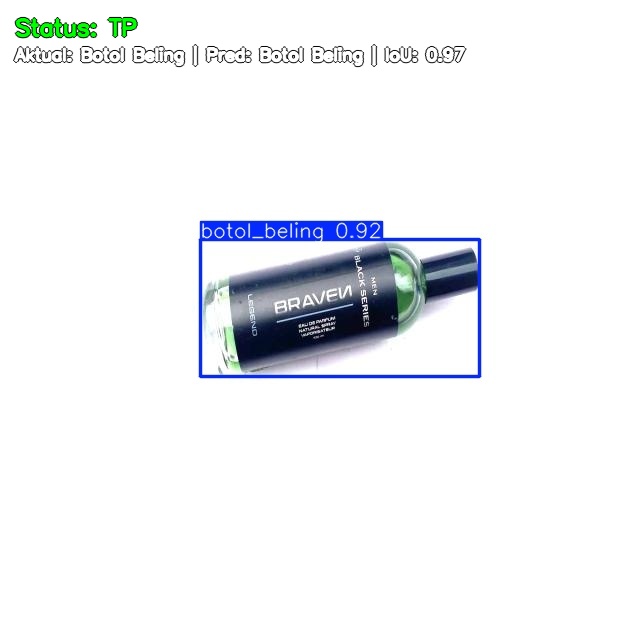 Status: TP
Aktual: Botol Beling | Pred: Botol Beling | IoU: 0.97
botol_beling 0.92
MEN
BLACK SERIES
BRAVEN
EAU DE PARFUM
NATURAL SPRAY
VAPORISATEUR
LEGEND